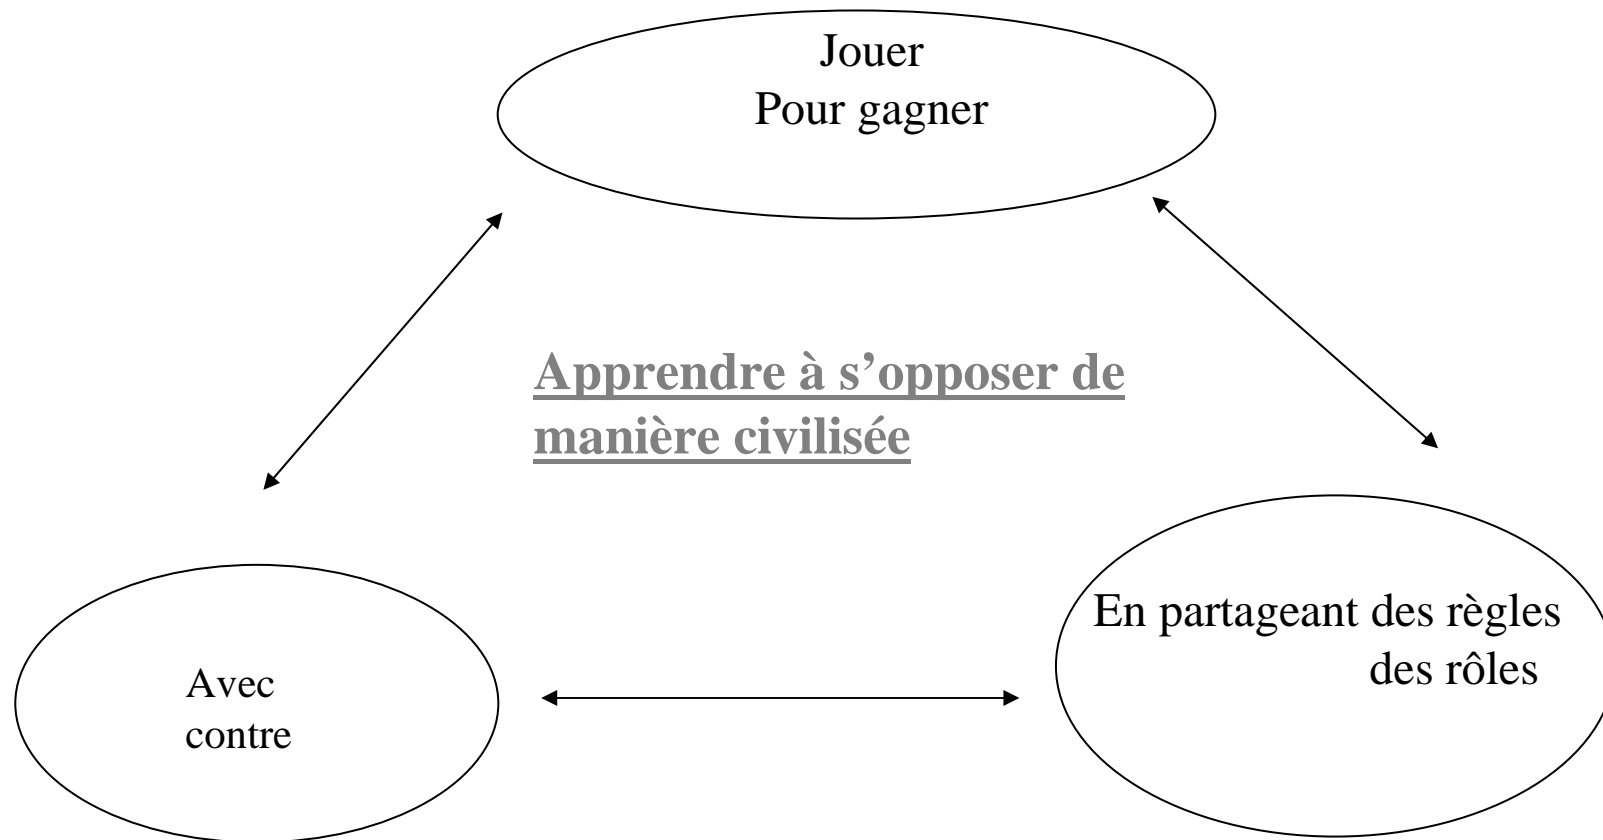 Jouer
Pour gagner
Apprendre à s’opposer de
manière civilisée
En partageant des règles
des rôles
Avec
contre